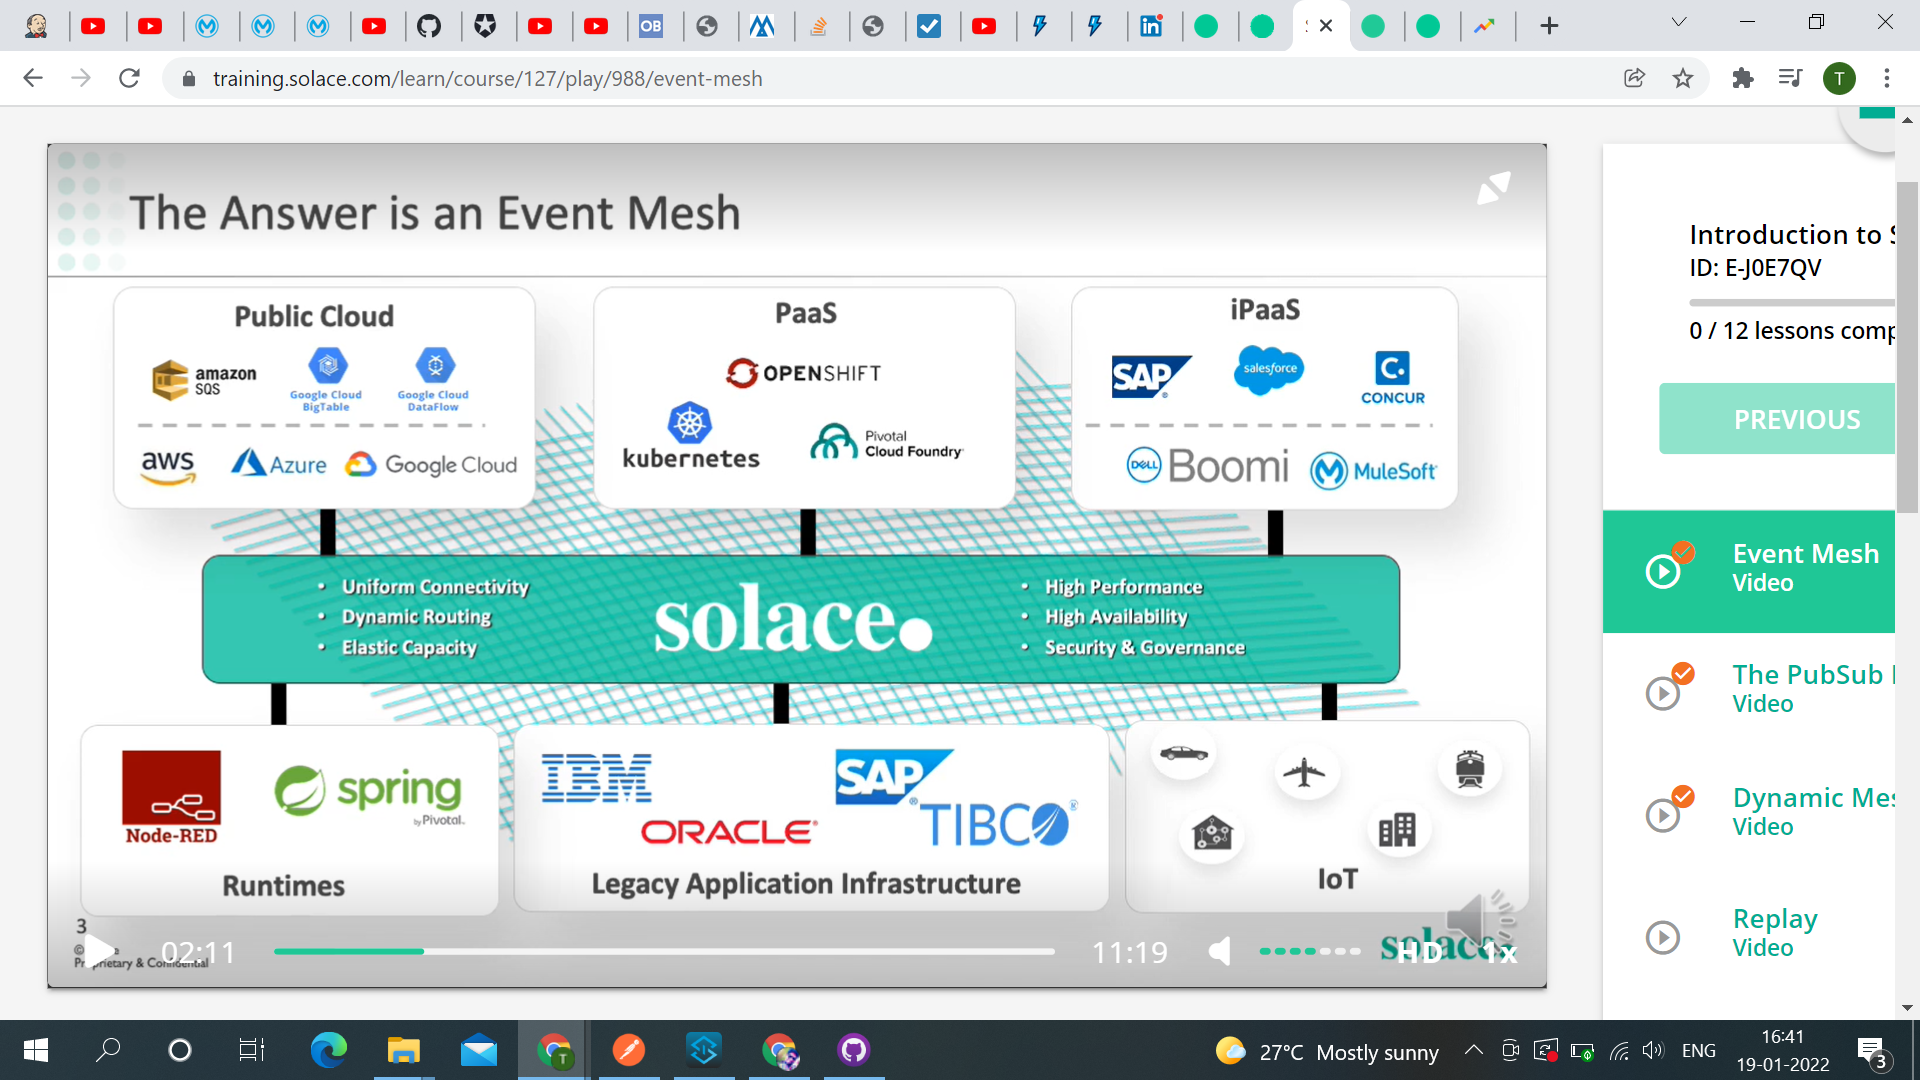 OB
in
training.solace.com/learn/course/127/play/988/event-mesh
T
The Answer is an Event Mesh
Public Cloud
amazon
SQS
Google Cloud
BigTable
Google Cloud
DataFlow
aws
Azure
Google Cloud
PaaS
OPENSHIFT
kubernetes
Pivotal
Cloud Foundry
iPaaS
SAP
salesforce
C.
CONCUR
DELL
Boomi
MuleSoft
• Uniform Connectivity
• Dynamic Routing
• Elastic Capacity
solace.
• High Performance
• High Availability
• Security & Governance
Node-RED
spring
by Pivotal.
Runtimes
IBM
SAP
ORACLE®
TIBCO®
Legacy Application Infrastructure
IoT
3
©
Proprietary & Confidential
02:11
11:19
solace.
HD
1x
Introduction to
ID: E-J0E7QV
0 / 12 lessons comp
PREVIOUS
Event Mesh
Video
The PubSub
Video
Dynamic Mes
Video
Replay
Video
T
27°C Mostly sunny
ENG
16:41
19-01-2022
3